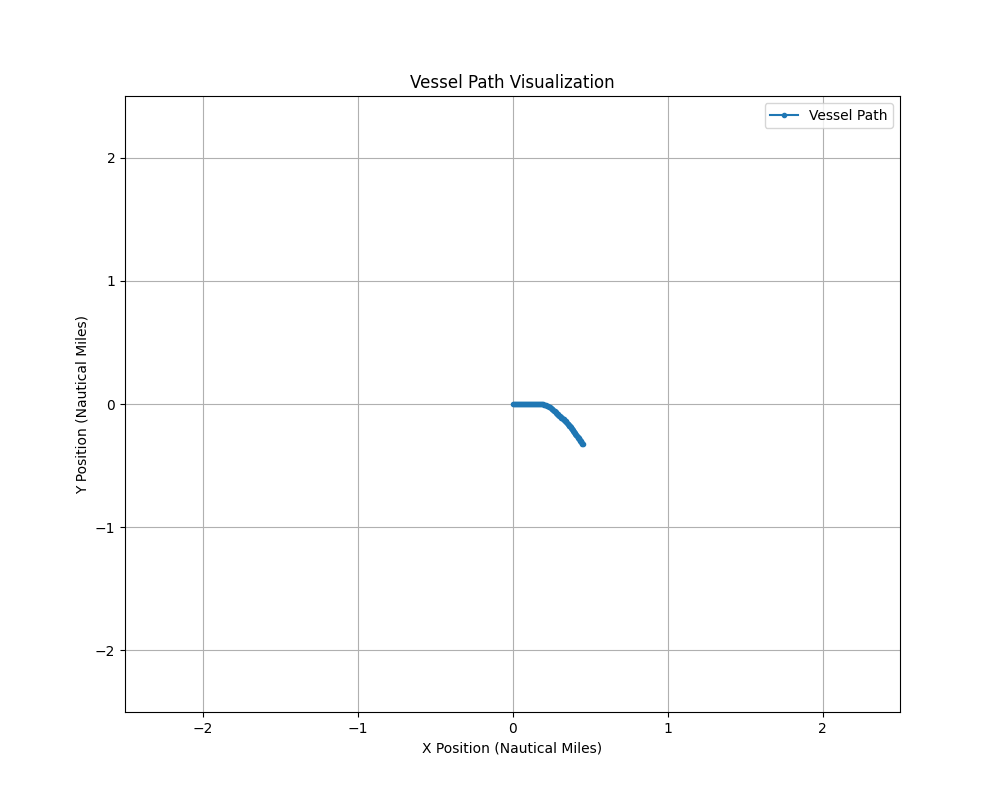 Vessel Path Visualization
Vessel Path
2
1
0
−1
−2
Y Position (Nautical Miles)
−2
−1
0
1
2
X Position (Nautical Miles)